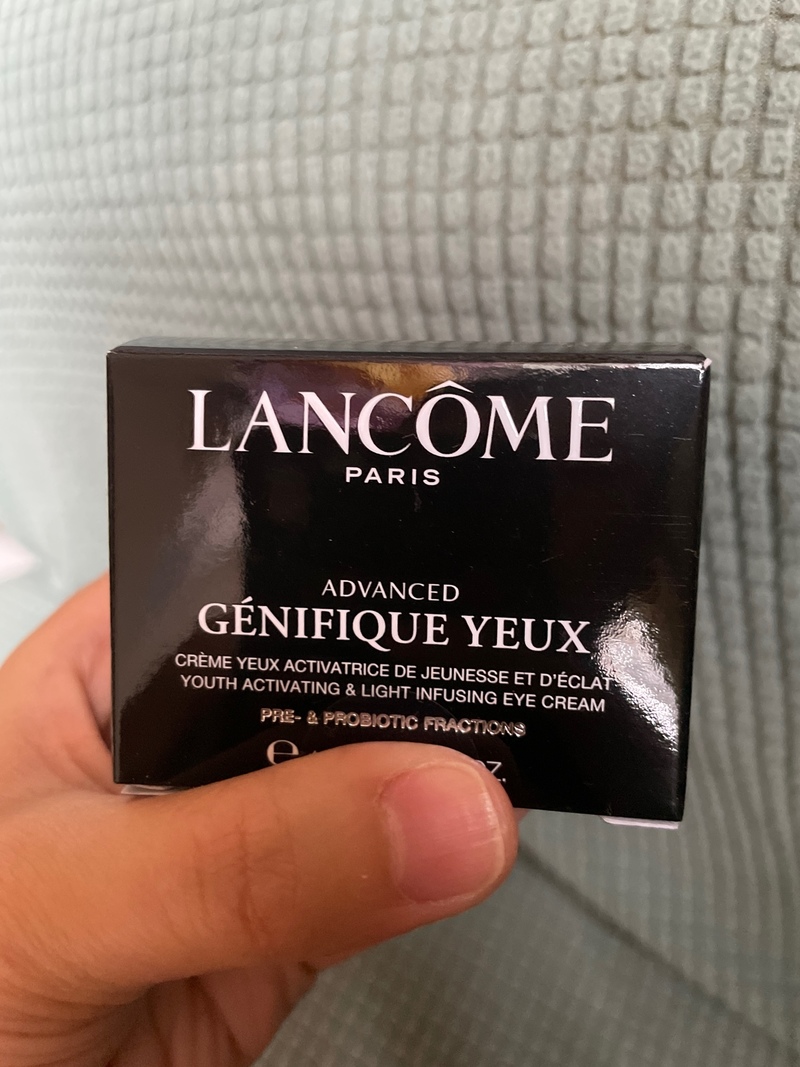 LANCÔME
PARIS
ADVANCED
GÉNIFIQUE YEUX
CRÈME YEUX ACTIVATRICE DE JEUNESSE ET D'ÉCLAT
YOUTH ACTIVATING & LIGHT INFUSING EYE CREAM
PRE- & PROBIOTIC FRACTIONS
℮ OZ.